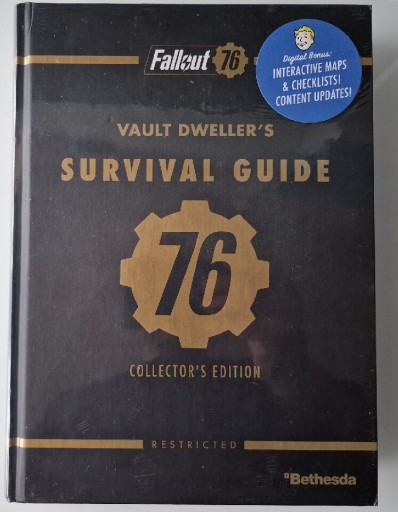 Fallout 76
Digital Bonus:
INTERACTIVE MAPS
& CHECKLISTS!
CONTENT UPDATES!
VAULT DWELLER'S
SURVIVAL GUIDE
76
COLLECTOR'S EDITION
RESTRICTED
Bethesda